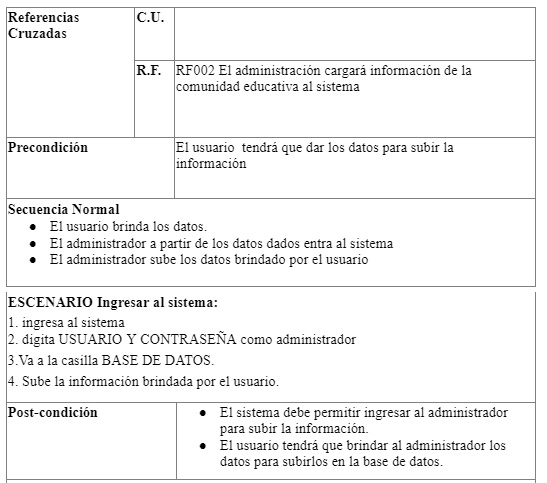 Referencias C.U.
Cruzadas
R.F. RF002 El administración cargará información de la
comunidad educativa al sistema
Precondición El usuario tendrá que dar los datos para subir la
información
Secuencia Normal
● El usuario brinda los datos.
● El administrador a partir de los datos dados entra al sistema
● El administrador sube los datos brindado por el usuario
ESCENARIO Ingresar al sistema:
1. ingresa al sistema
2. digita USUARIO Y CONTRASEÑA como administrador
3.Va a la casilla BASE DE DATOS.
4. Sube la información brindada por el usuario.
Post-condición ● El sistema debe permitir ingresar al administrador
para subir la información.
● El usuario tendrá que brindar al administrador los
datos para subirlos en la base de datos.